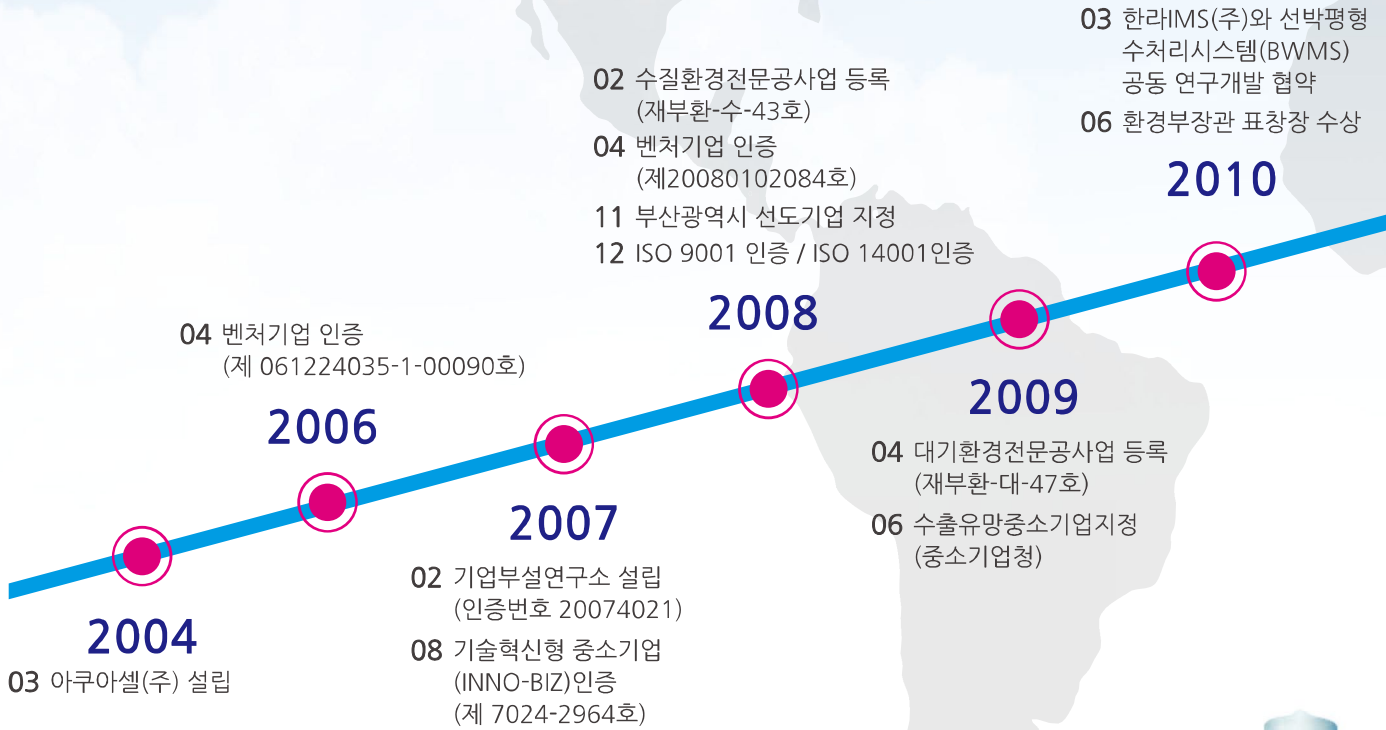 2004
03 아쿠아셀(주) 설립
04 벤처기업 인증
(제 061224035-1-00090호)
2006
2007
02 기업부설연구소 설립
(인증번호 20074021)
08 기술혁신형 중소기업
(INNO-BIZ)인증
(제 7024-2964호)
02 수질환경전문공사업 등록
(재부환-수-43호)
04 벤처기업 인증
(제20080102084호)
11 부산광역시 선도기업 지정
12 ISO 9001 인증 / ISO 14001인증
2008
2009
04 대기환경전문공사업 등록
(재부환-대-47호)
06 수출유망중소기업지정
(중소기업청)
03 한라IMS(주)와 선박평형
수처리시스템(BWMS)
공동 연구개발 협약
06 환경부장관 표창장 수상
2010